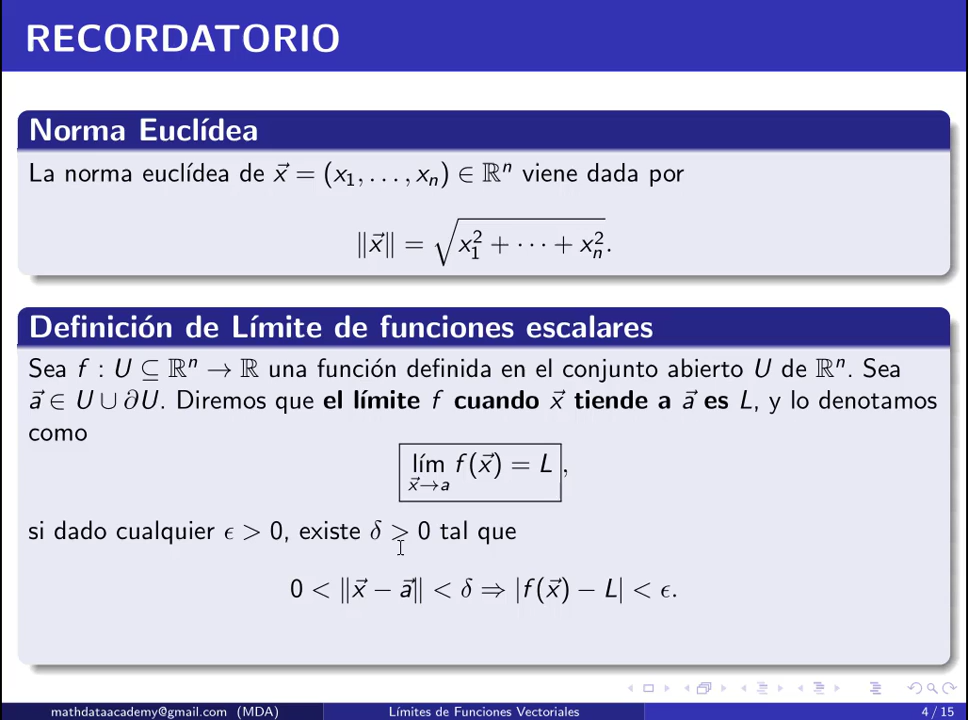 RECORDATORIO
Norma Euclídea
La norma euclídea de x⃗ = (x₁, . . . , xₙ) ∈ ℝⁿ viene dada por
‖x⃗‖ = √(x₁² + · · · + xₙ²).
Definición de Límite de funciones escalares
Sea f : U ⊆ ℝⁿ → ℝ una función definida en el conjunto abierto U de ℝⁿ. Sea
a⃗ ∈ U ∪ ∂U. Diremos que el límite f cuando x⃗ tiende a a⃗ es L, y lo denotamos
como
lím f(x⃗) = L,
x⃗→a
si dado cualquier ϵ > 0, existe δ > 0 tal que
0 < ‖x⃗ − a⃗‖ < δ ⇒ |f(x⃗) − L| < ϵ.
mathdataacademy@gmail.com (MDA) Límites de Funciones Vectoriales 4 / 15